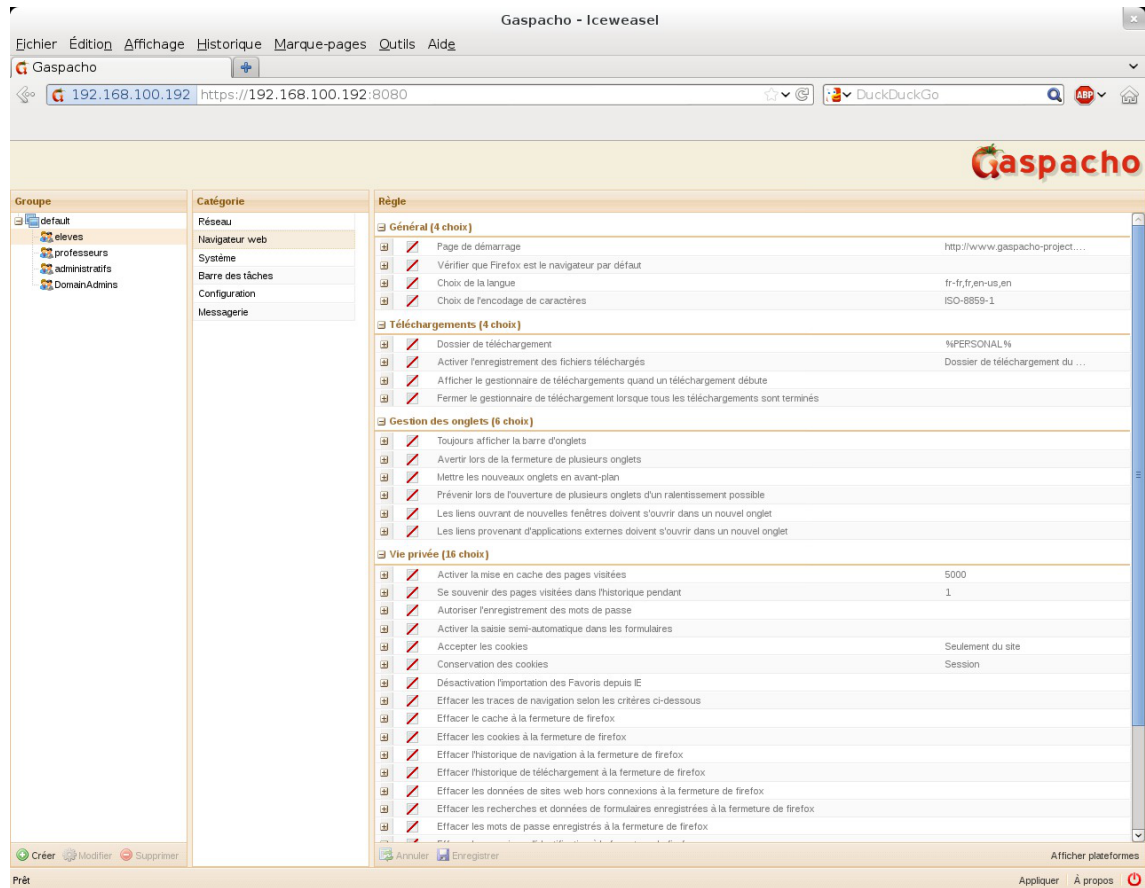 Gaspacho - Iceweasel
Fichier Édition Affichage Historique Marque-pages Outils Aide
Gaspacho
192.168.100.192 https://192.168.100.192:8080 DuckDuckGo ABP
Gaspacho
Groupe
default
eleves
professeurs
administratifs
DomainAdmins
Créer Modifier Supprimer
Catégorie
Réseau
Navigateur web
Système
Barre des tâches
Configuration
Messagerie
Règle
Général (4 choix)
Page de démarrage http://www.gaspacho-project....
Vérifier que Firefox est le navigateur par défaut
Choix de la langue fr-fr,fr,en-us,en
Choix de l'encodage de caractéres ISO-8859-1
Téléchargements (4 choix)
Dossier de téléchargement %PERSONAL%
Activer l'enregistrement des fichiers téléchargés Dossier de téléchargement du ...
Afficher le gestionnaire de téléchargements quand un téléchargement débute
Fermer le gestionnaire de téléchargement lorsque tous les téléchargements sont terminés
Gestion des onglets (6 choix)
Toujours afficher la barre d'onglets
Avertir lors de la fermeture de plusieurs onglets
Mettre les nouveaux onglets en avant-plan
Prévenir lors de l'ouverture de plusieurs onglets d'un ralentissement possible
Les liens ouvrant de nouvelles fenêtres doivent s'ouvrir dans un nouvel onglet
Les liens provenant d'applications externes doivent s'ouvrir dans un nouvel onglet
Vie privée (16 choix)
Activer la mise en cache des pages visitées 5000
Se souvenir des pages visitées dans l'historique pendant 1
Autoriser l'enregistrement des mots de passe
Activer la saisie semi-automatique dans les formulaires
Accepter les cookies Seulement du site
Conservation des cookies Session
Désactivation l'importation des Favoris depuis IE
Effacer les traces de navigation selon les critéres ci-dessous
Effacer le cache á la fermeture de firefox
Effacer les cookies á la fermeture de firefox
Effacer l'historique de navigation á la fermeture de firefox
Effacer l'historique de téléchargement á la fermeture de firefox
Effacer les données de sites web hors connexions á la fermeture de firefox
Effacer les recherches et données de formulaires enregistrées á la fermeture de firefox
Effacer les mots de passe enregistrés á la fermeture de firefox
Annuler Enregistrer Afficher plateformes
Prêt Appliquer À propos